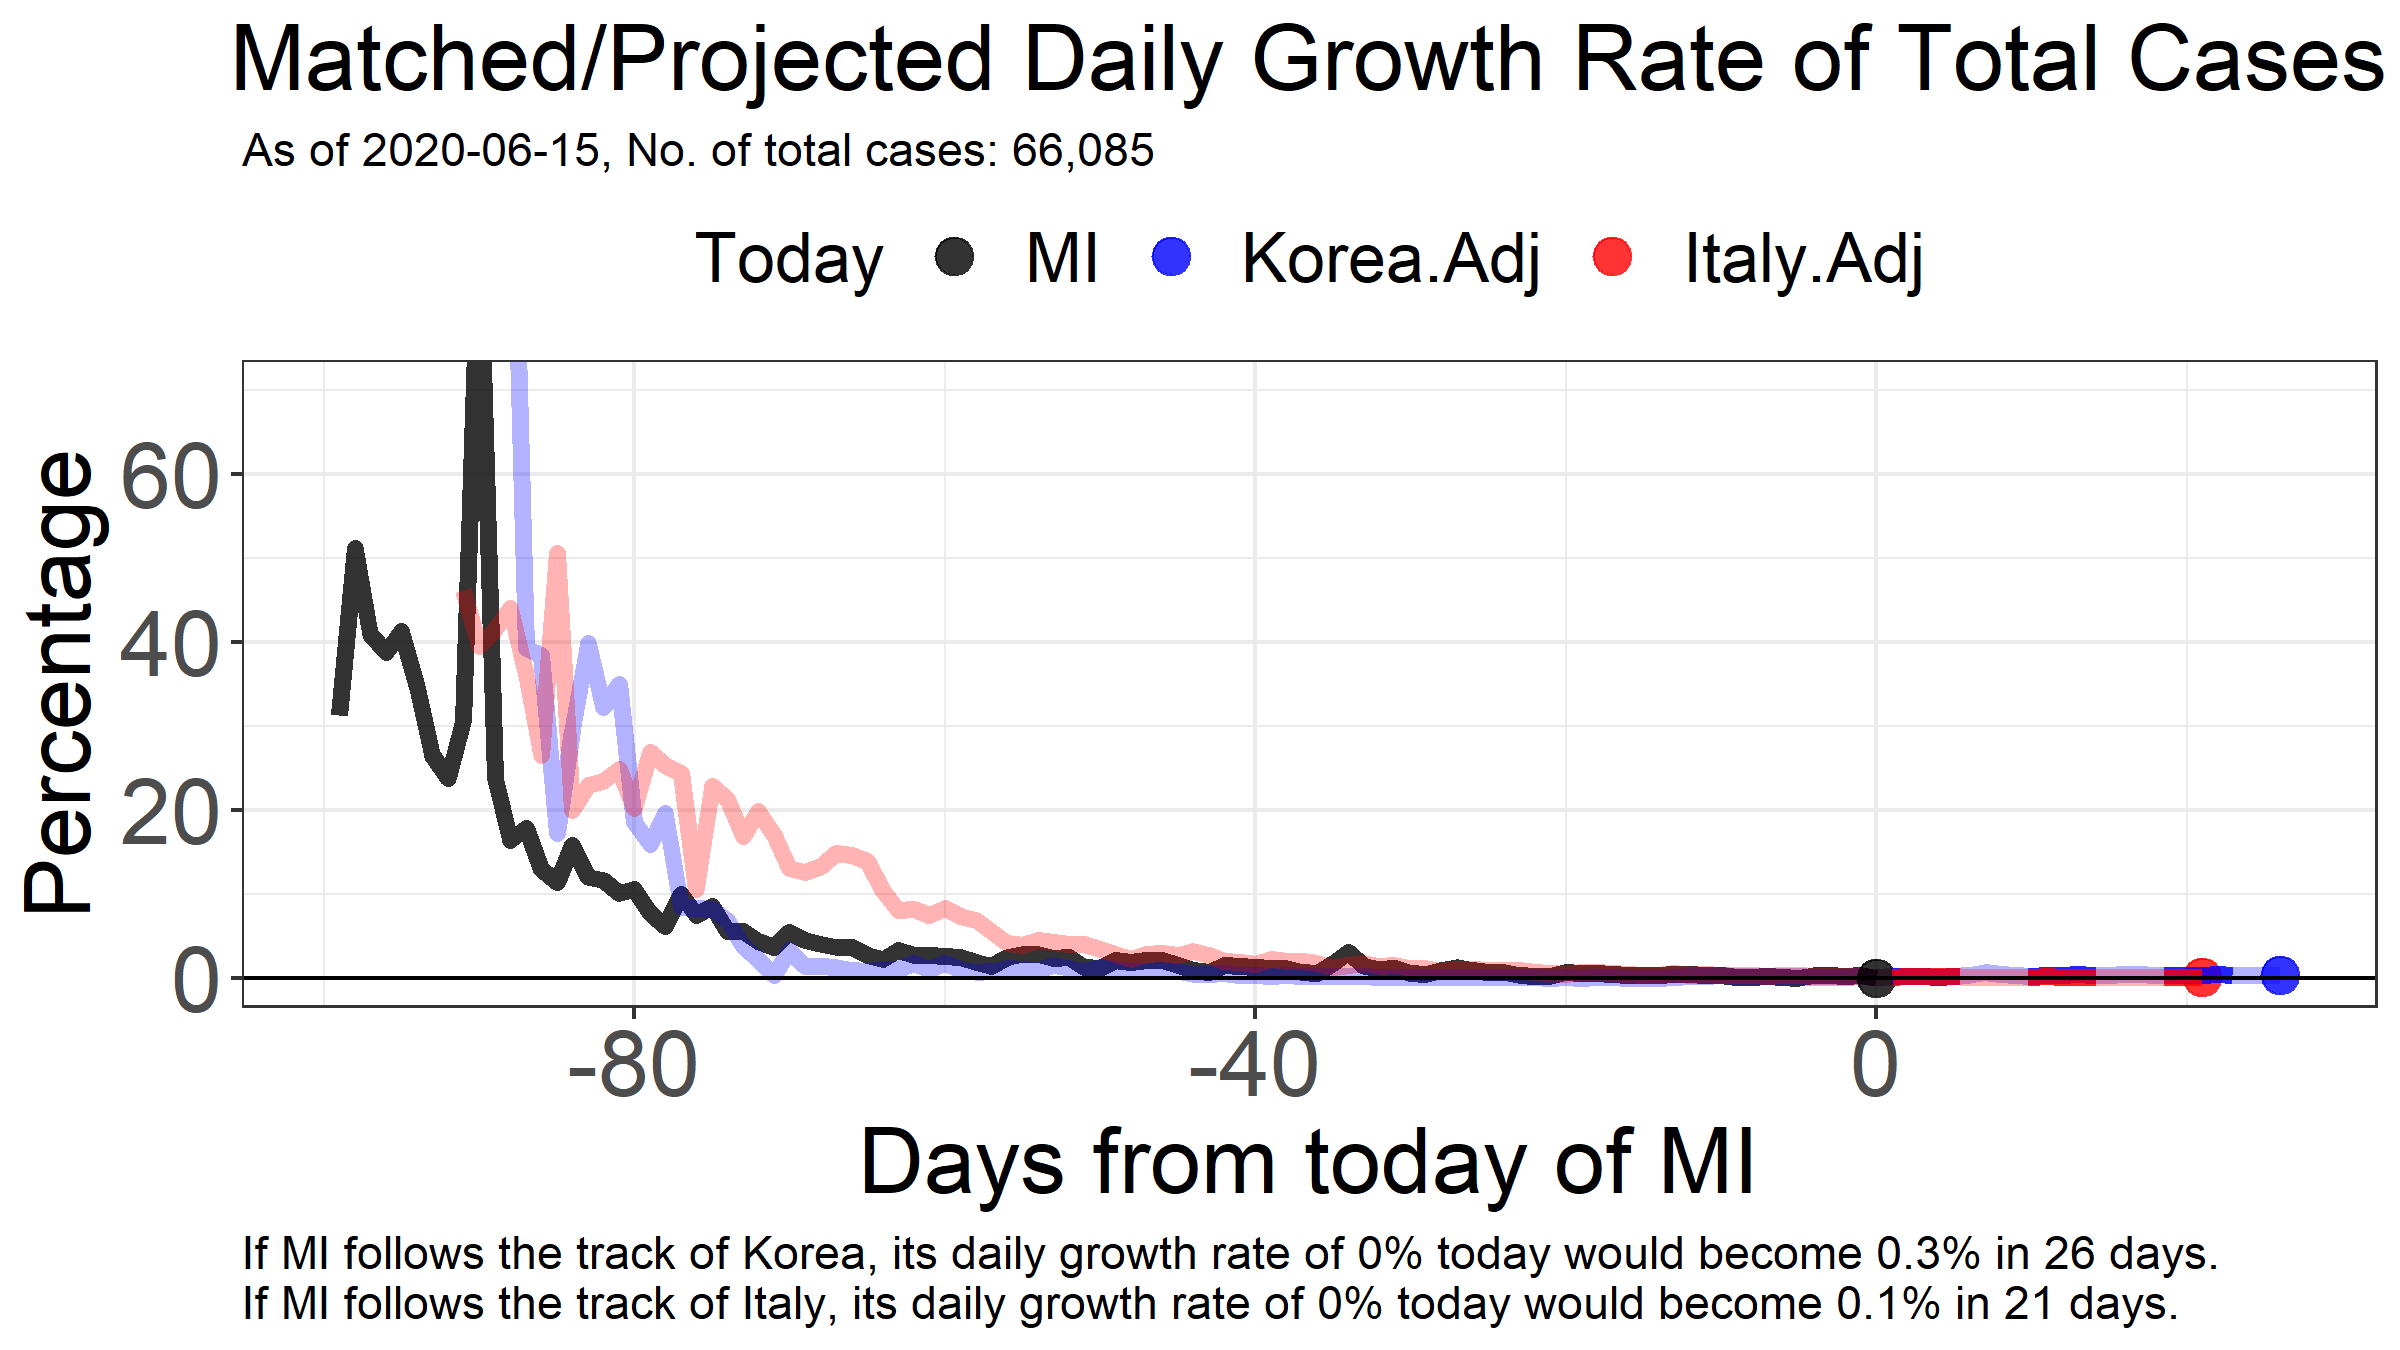 Matched/Projected Daily Growth Rate of Total Cases
As of 2020-06-15, No. of total cases: 66,085
Today MI Korea.Adj Italy.Adj
Percentage
60
40
20
0
-80 -40 0
Days from today of MI
If MI follows the track of Korea, its daily growth rate of 0% today would become 0.3% in 26 days.
If MI follows the track of Italy, its daily growth rate of 0% today would become 0.1% in 21 days.